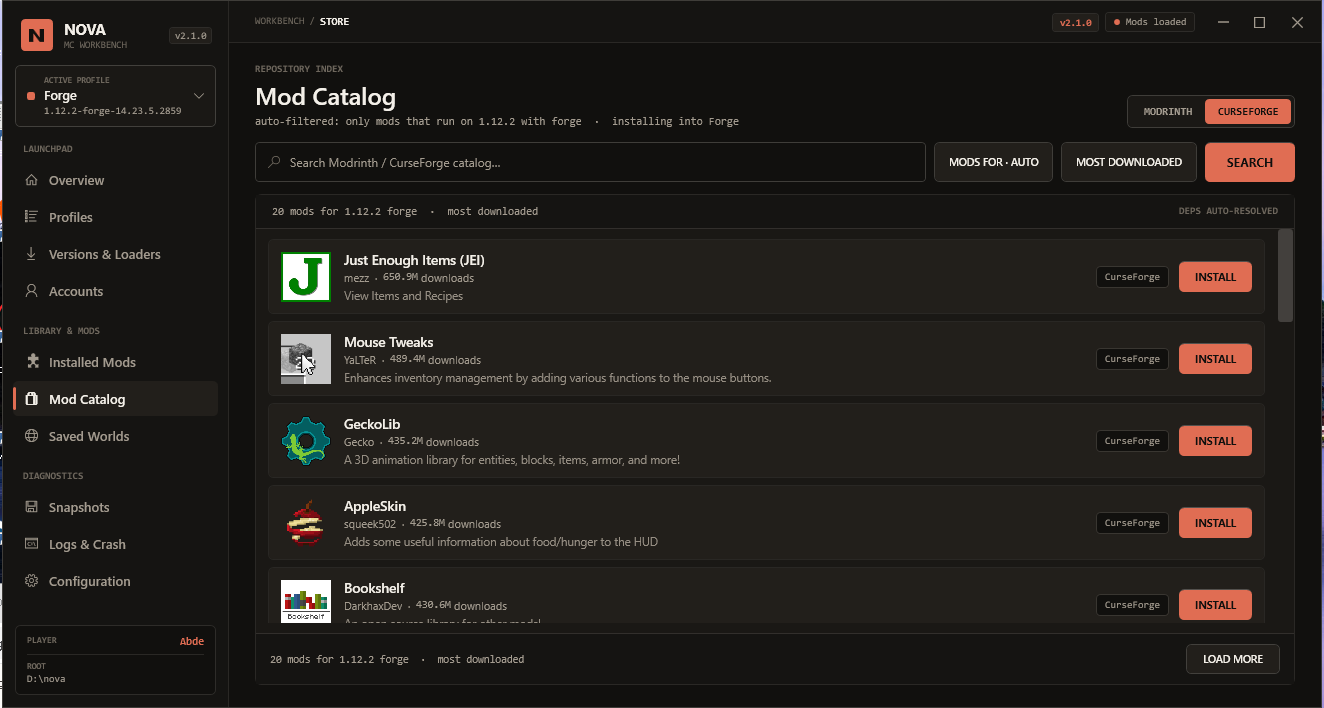 N
NOVA
MC WORKBENCH
v2.1.0
ACTIVE PROFILE
Forge
1.12.2-forge-14.23.5.2859
LAUNCHPAD
Overview
Profiles
Versions & Loaders
Accounts
LIBRARY & MODS
Installed Mods
Mod Catalog
Saved Worlds
DIAGNOSTICS
Snapshots
Logs & Crash
Configuration
PLAYER Abde
ROOT
D:\nova
WORKBENCH / STORE
v2.1.0
Mods loaded
REPOSITORY INDEX
Mod Catalog
auto-filtered: only mods that run on 1.12.2 with forge · installing into Forge
MODRINTH
CURSEFORGE
Search Modrinth / CurseForge catalog...
MODS FOR · AUTO
MOST DOWNLOADED
SEARCH
20 mods for 1.12.2 forge · most downloaded
DEPS AUTO-RESOLVED
J
Just Enough Items (JEI)
mezz · 650.9M downloads
View Items and Recipes
CurseForge
INSTALL
Mouse Tweaks
YaLTeR · 489.4M downloads
Enhances inventory management by adding various functions to the mouse buttons.
CurseForge
INSTALL
GeckoLib
Gecko · 435.2M downloads
A 3D animation library for entities, blocks, items, armor, and more!
CurseForge
INSTALL
AppleSkin
squeek502 · 425.8M downloads
Adds some useful information about food/hunger to the HUD
CurseForge
INSTALL
Bookshelf
Bookshelf
DarkhaxDev · 430.6M downloads
An open source library for other mods!
CurseForge
INSTALL
20 mods for 1.12.2 forge · most downloaded
LOAD MORE